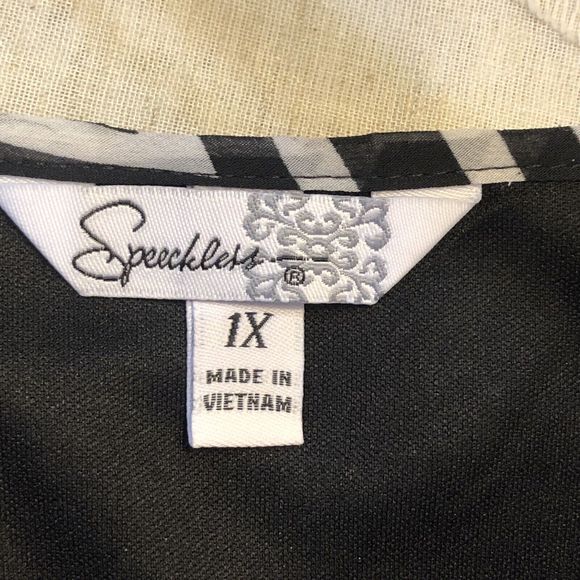 Speechless
®
1X
MADE IN
VIETNAM